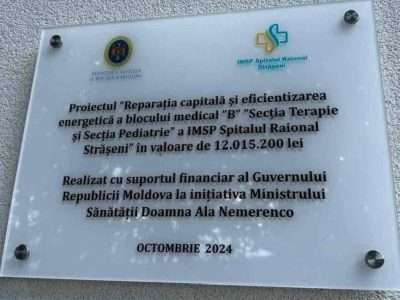 IMSP Spitalul Raional
Strășeni
Proiectul "Reparația capitală și eficientizarea
energetică a blocului medical "B" "Secția Terapie
și Secția Pediatrie" a IMSP Spitalul Raional
Strășeni" în valoare de 12.015.200 lei
Realizat cu suportul financiar al Guvernului
Republicii Moldova la inițiativa Ministrului
Sănătății Doamna Ala Nemerenco
OCTOMBRIE 2024